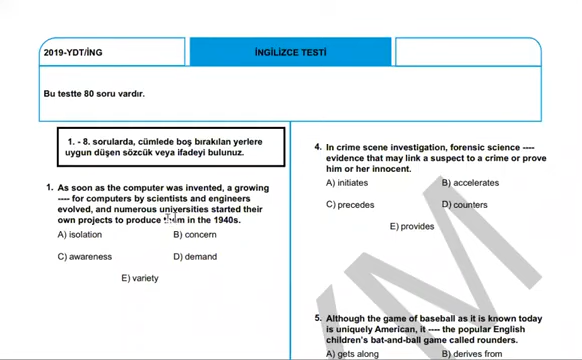 2019-YDT/İNG
İNGİLİZCE TESTİ
Bu testte 80 soru vardır.
1. - 8. sorularda, cümlede boş bırakılan yerlere
uygun düşen sözcük veya ifadeyi bulunuz.
1. As soon as the computer was invented, a growing
---- for computers by scientists and engineers
evolved, and numerous universities started their
own projects to produce in the 1940s.
A) isolation B) concern
C) awareness D) demand
E) variety
4. In crime scene investigation, forensic science ----
evidence that may link a suspect to a crime or prove
him or her innocent.
A) initiates B) accelerates
C) precedes D) counters
E) provides
5. Although the game of baseball as it is known today
is uniquely American, it ---- the popular English
children's bat-and-ball game called rounders.
A) gets along B) derives from